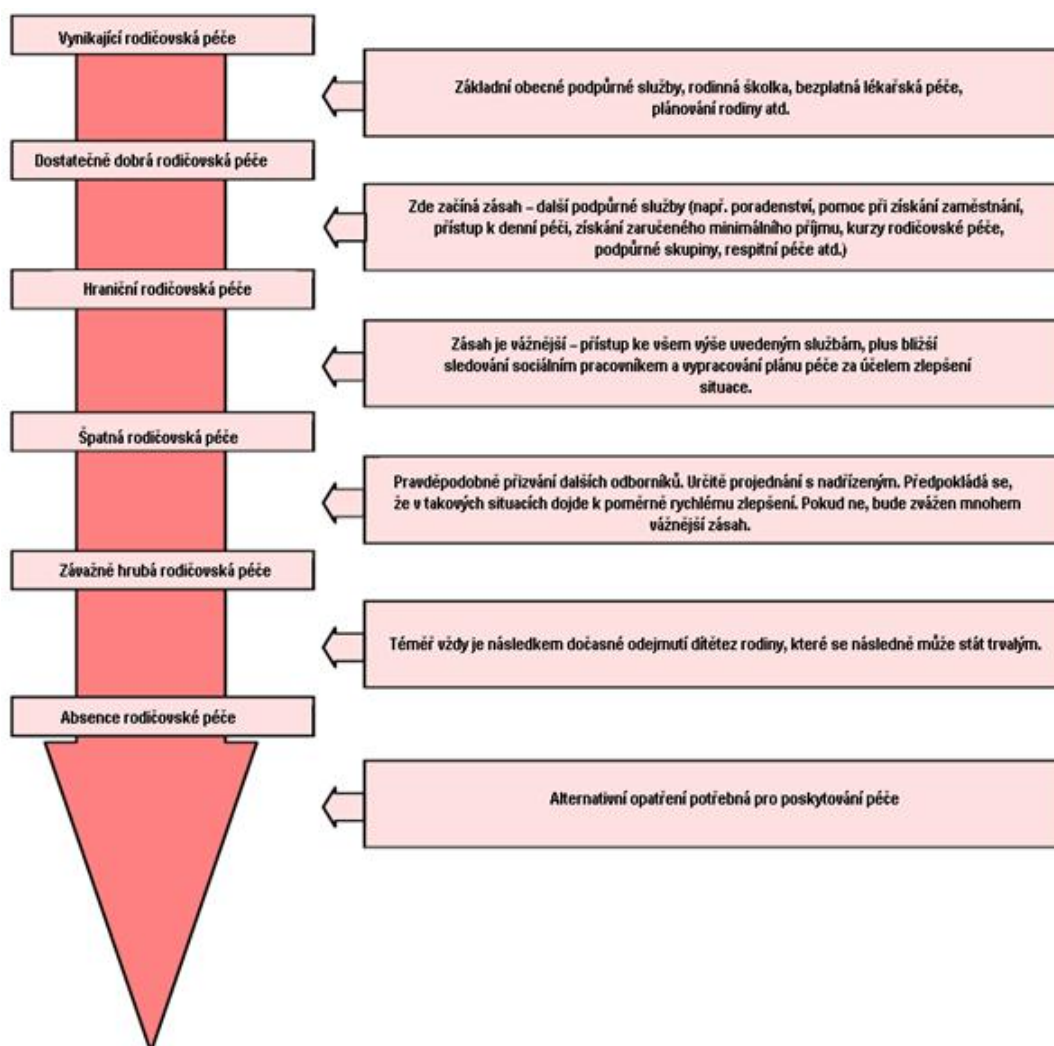 Vynikající rodičovská péče
Základní obecné podpůrné služby, rodinná školka, bezplatná lékařská péče,
plánování rodiny atd.
Dostatečně dobrá rodičovská péče
Zde začíná zásah – další podpůrné služby (např. poradenství, pomoc při získání zaměstnání,
přístup k denní péči, získání zaručeného minimálního příjmu, kurzy rodičovské péče,
podpůrné skupiny, respitní péče atd.)
Hraniční rodičovská péče
Zásah je vážnější – přístup ke všem výše uvedeným službám, plus bližší
sledování sociálním pracovníkem a vypracování plánu péče za účelem zlepšení
situace.
Špatná rodičovská péče
Pravděpodobně přizvání dalších odborníků. Určitě projednání s nadřízeným. Předpokládá se,
že v takových situacích dojde k poměrně rychlému zlepšení. Pokud ne, bude zvážen mnohem
vážnější zásah.
Závažně hrubá rodičovská péče
Téměř vždy je následkem dočasné odejmutí dítětez rodiny, které se následně může stát trvalým.
Absence rodičovské péče
Alternativní opatření potřebná pro poskytování péče